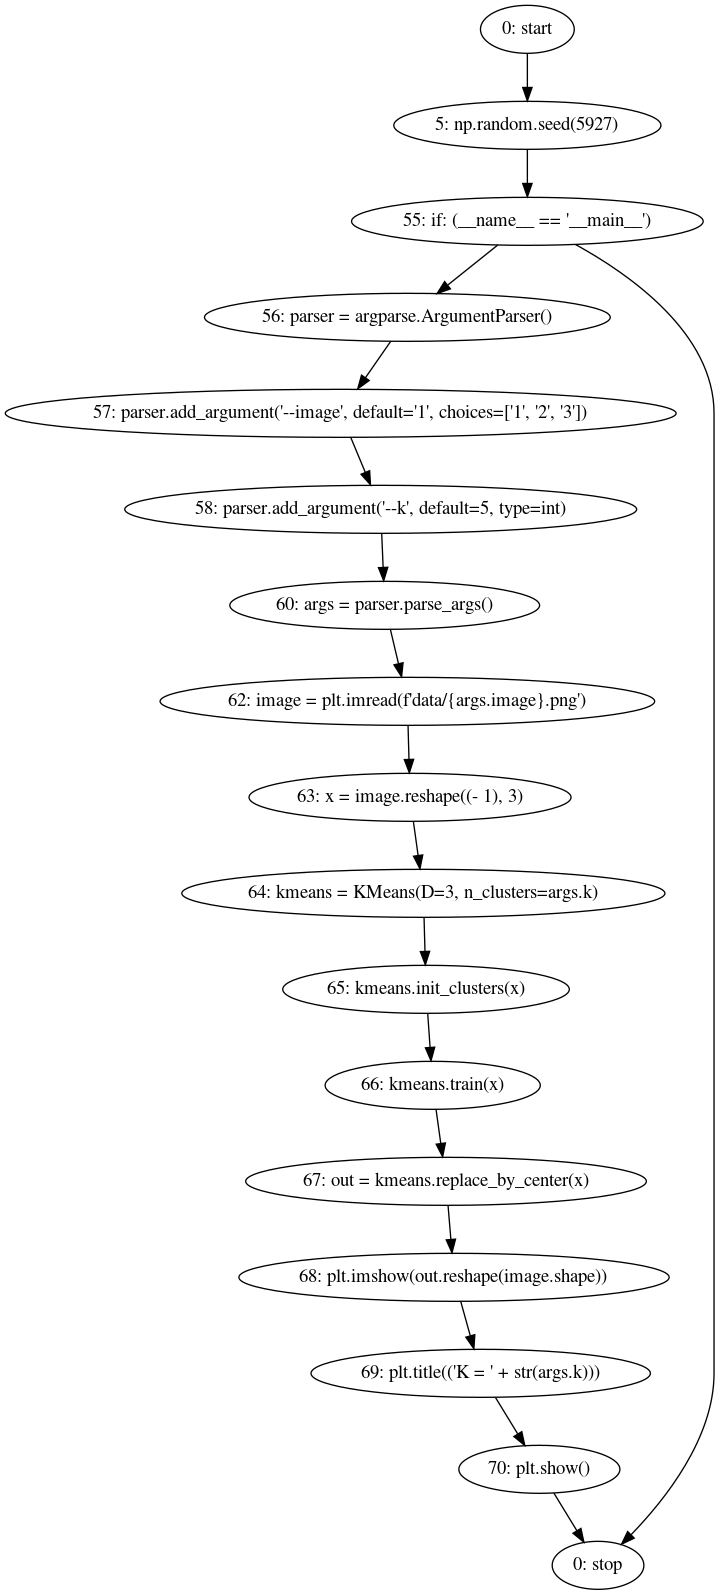 0: start
5: np.random.seed(5927)
55: if: (__name__ == '__main__')
56: parser = argparse.ArgumentParser()
57: parser.add_argument('--image', default='1', choices=['1', '2', '3'])
58: parser.add_argument('--k', default=5, type=int)
60: args = parser.parse_args()
62: image = plt.imread(f'data/{args.image}.png')
63: x = image.reshape((- 1), 3)
64: kmeans = KMeans(D=3, n_clusters=args.k)
65: kmeans.init_clusters(x)
66: kmeans.train(x)
67: out = kmeans.replace_by_center(x)
68: plt.imshow(out.reshape(image.shape))
69: plt.title(('K = ' + str(args.k)))
70: plt.show()
0: stop